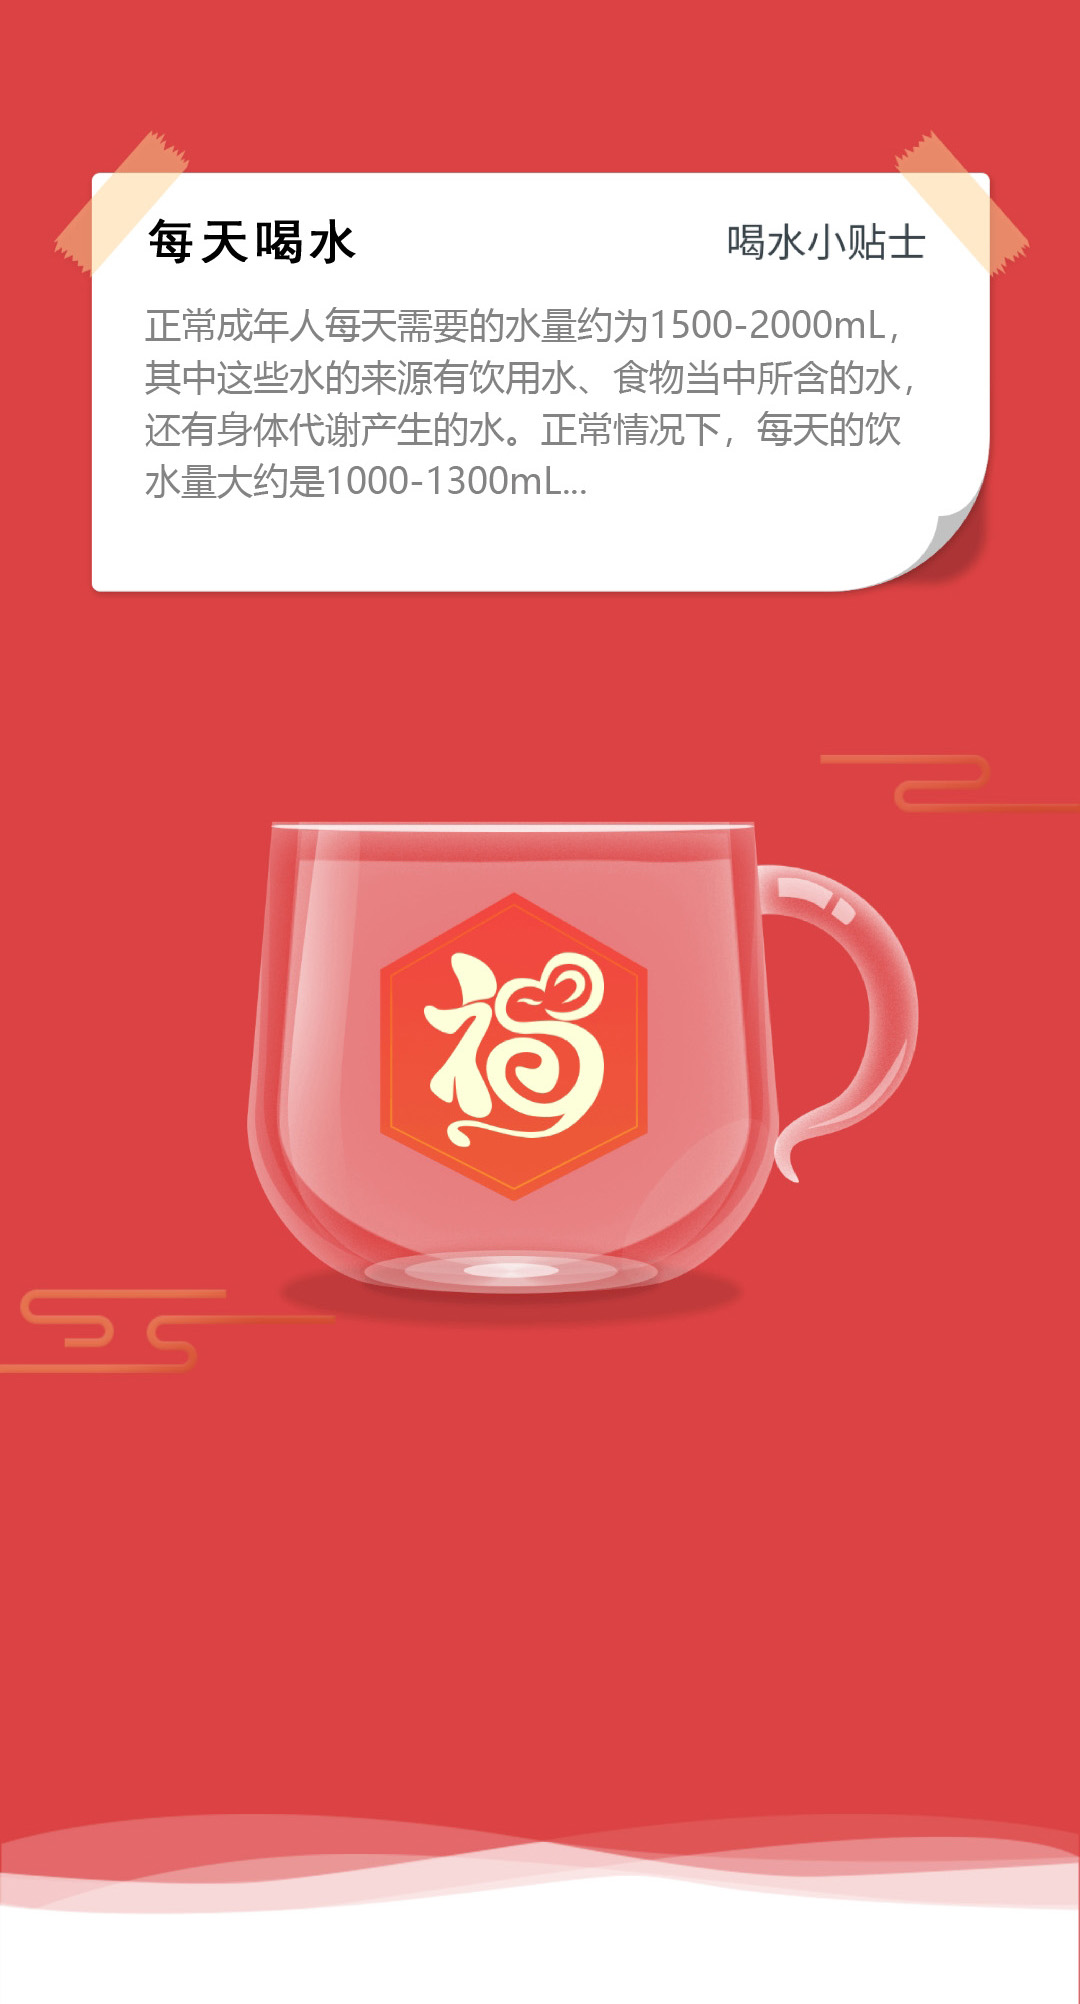 每天喝水
喝水小贴士
正常成年人每天需要的水量约为1500-2000mL，
其中这些水的来源有饮用水、食物当中所含的水，
还有身体代谢产生的水。正常情况下，每天的饮
水量大约是1000-1300mL...
福